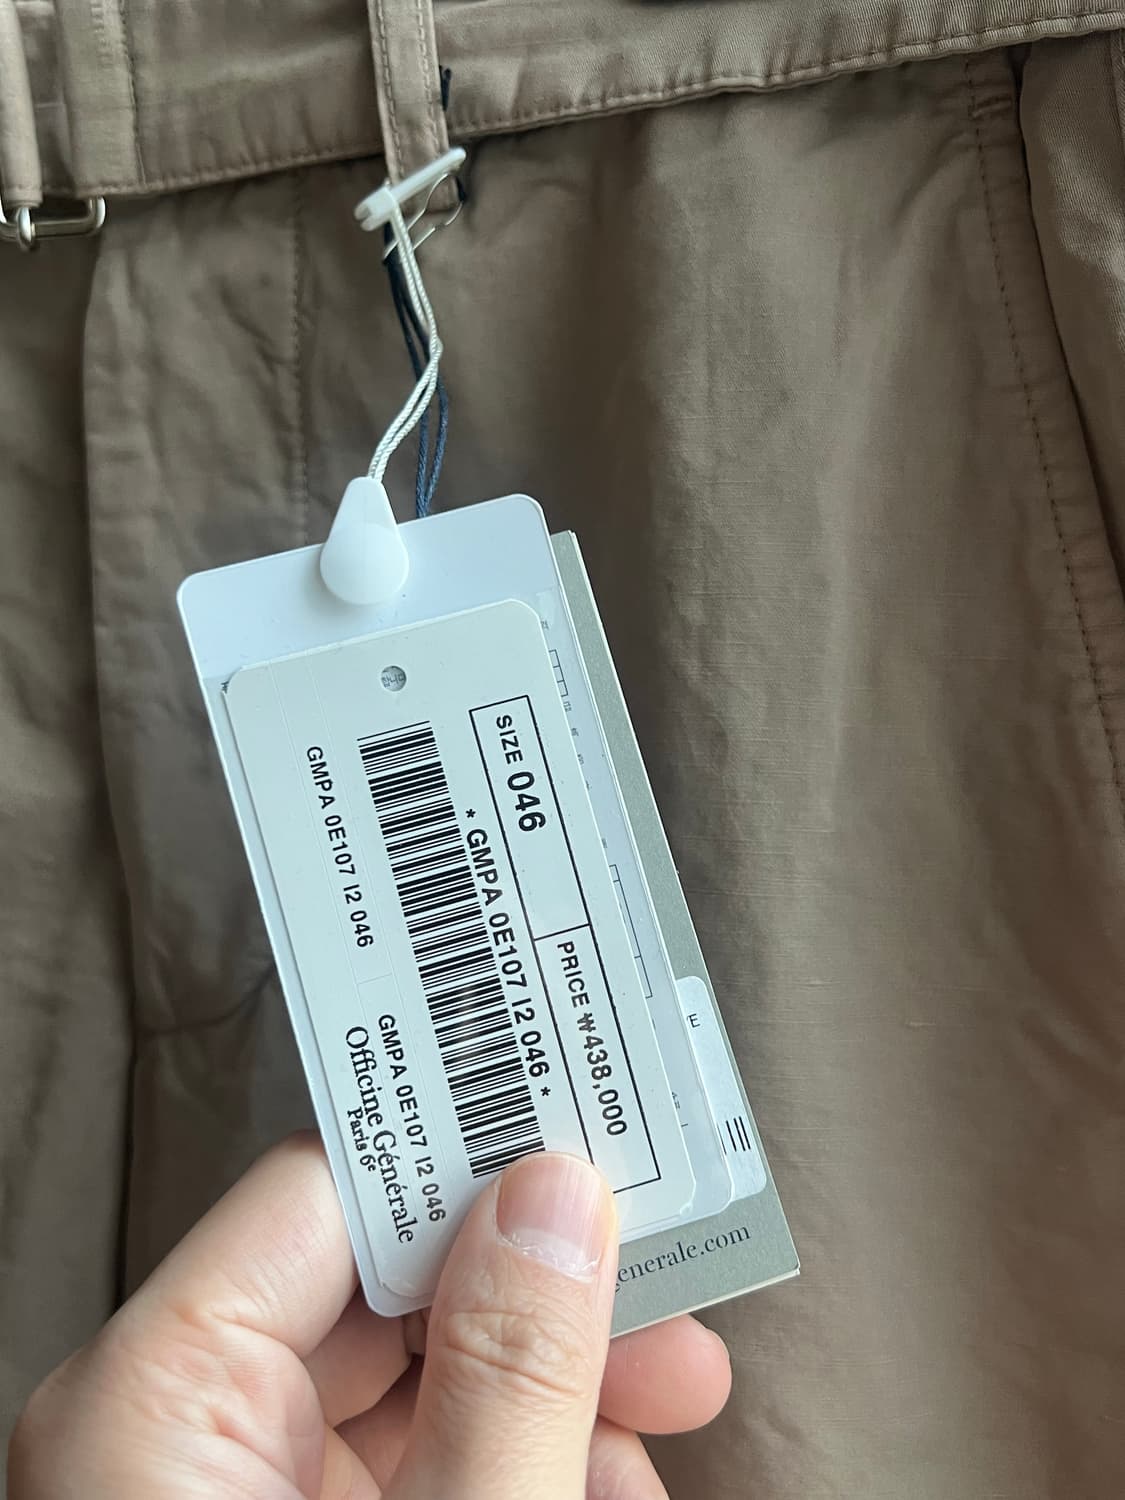 SIZE 046
PRICE ₩438,000
* GMPA 0E107 I2 046 *
GMPA 0E107 I2 046
GMPA 0E107 I2 046
Officine Générale
Paris 6e
enerale.com
E